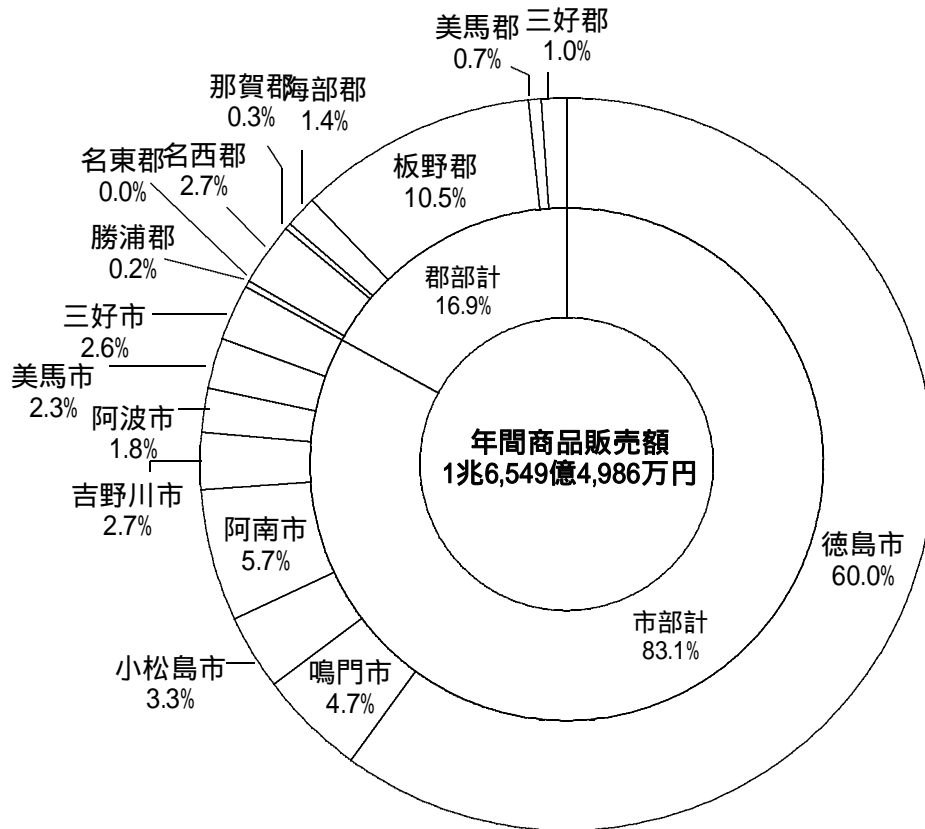 美馬郡
0.7%
三好郡
1.0%
那賀郡
0.3%
海部郡
1.4%
板野郡
10.5%
名東郡
0.0%
名西郡
2.7%
勝浦郡
0.2%
郡部計
16.9%
三好市
2.6%
美馬市
2.3%
阿波市
1.8%
年間商品販売額
1兆6,549億4,986万円
吉野川市
2.7%
阿南市
5.7%
徳島市
60.0%
市部計
83.1%
小松島市
3.3%
鳴門市
4.7%